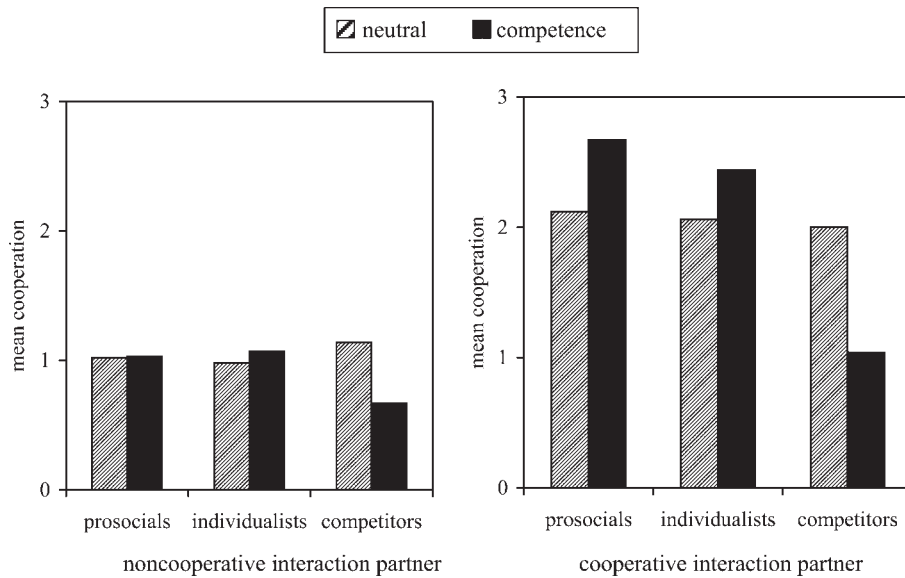 neutral competence
3
2
1
0
mean cooperation
prosocials individualists competitors
noncooperative interaction partner
3
2
1
0
mean cooperation
prosocials individualists competitors
cooperative interaction partner